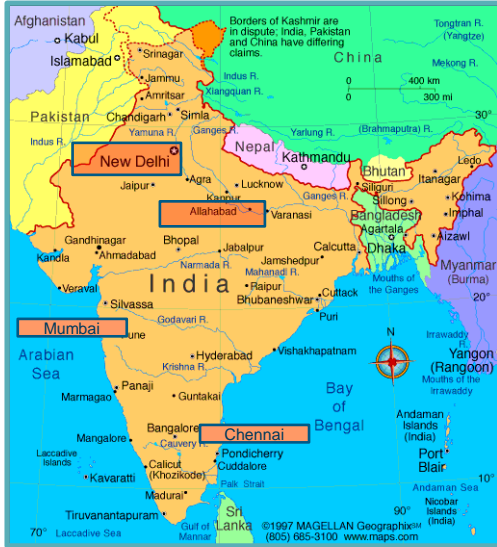 Afghanistan
Kabul
Islamabad
Borders of Kashmir are
in dispute; India, Pakistan
and China have differing
claims.
Tongtran R.
(Yangtze)
China
Mekong R.
0 400 km
0 300 mi
Srinagar
Jammu
Indus R.
Xiangquan R.
Amritsar
Pakistan
Chandigarh
Simla
30°
Indus R.
Yamuna R.
Ganges R.
Yarlung R.
(Brahmaputra R.)
Nepal
New Delhi
Kathmandu
Bhutan
Ledo
Itanagar
Jaipur
Agra
Lucknow
Siliguri
Kohima
Kanpur
Ganges R.
Sillong
Allahabad
Varanasi
Bangladesh
Imphal
Agartala
Aizawl
Gandhinagar
Bhopal
Jabalpur
Calcutta
Dhaka
Kandla
Ahmadabad
Jamshedpur
Narmada R.
Mahanadi R.
Mouths of
the Ganges
Myanmar
(Burma)
India
Raipur
Veraval
Bhubaneshwar
Cuttack
20°
Silvassa
Puri
Godavari R.
Mumbai
Pune
N
Irrawaddy
R.
Arabian
Sea
Hyderabad
Vishakhapatnam
Yangon
(Rangoon)
Krishna R.
Mouths of the
Irrawaddy
Panaji
Marmagao
Guntakai
Bay
of
Bengal
Andaman
Islands
(India)
Bangalore
Chennai
Mangalore
Cauvery R.
Port
Blair
Laccadive
Islands
Pondicherry
Calicut
(Khozikode)
Cuddalore
Kavaratti
10°
Palk Strait
Andaman Sea
Madurai
Nicobar
Islands
(India)
Sri
Lanka
90°
Tiruvanantapuram
70°
Laccadive Sea
Gulf of
Mannar
©1997 MAGELLAN Geographix℠
(805) 685-3100 www.maps.com